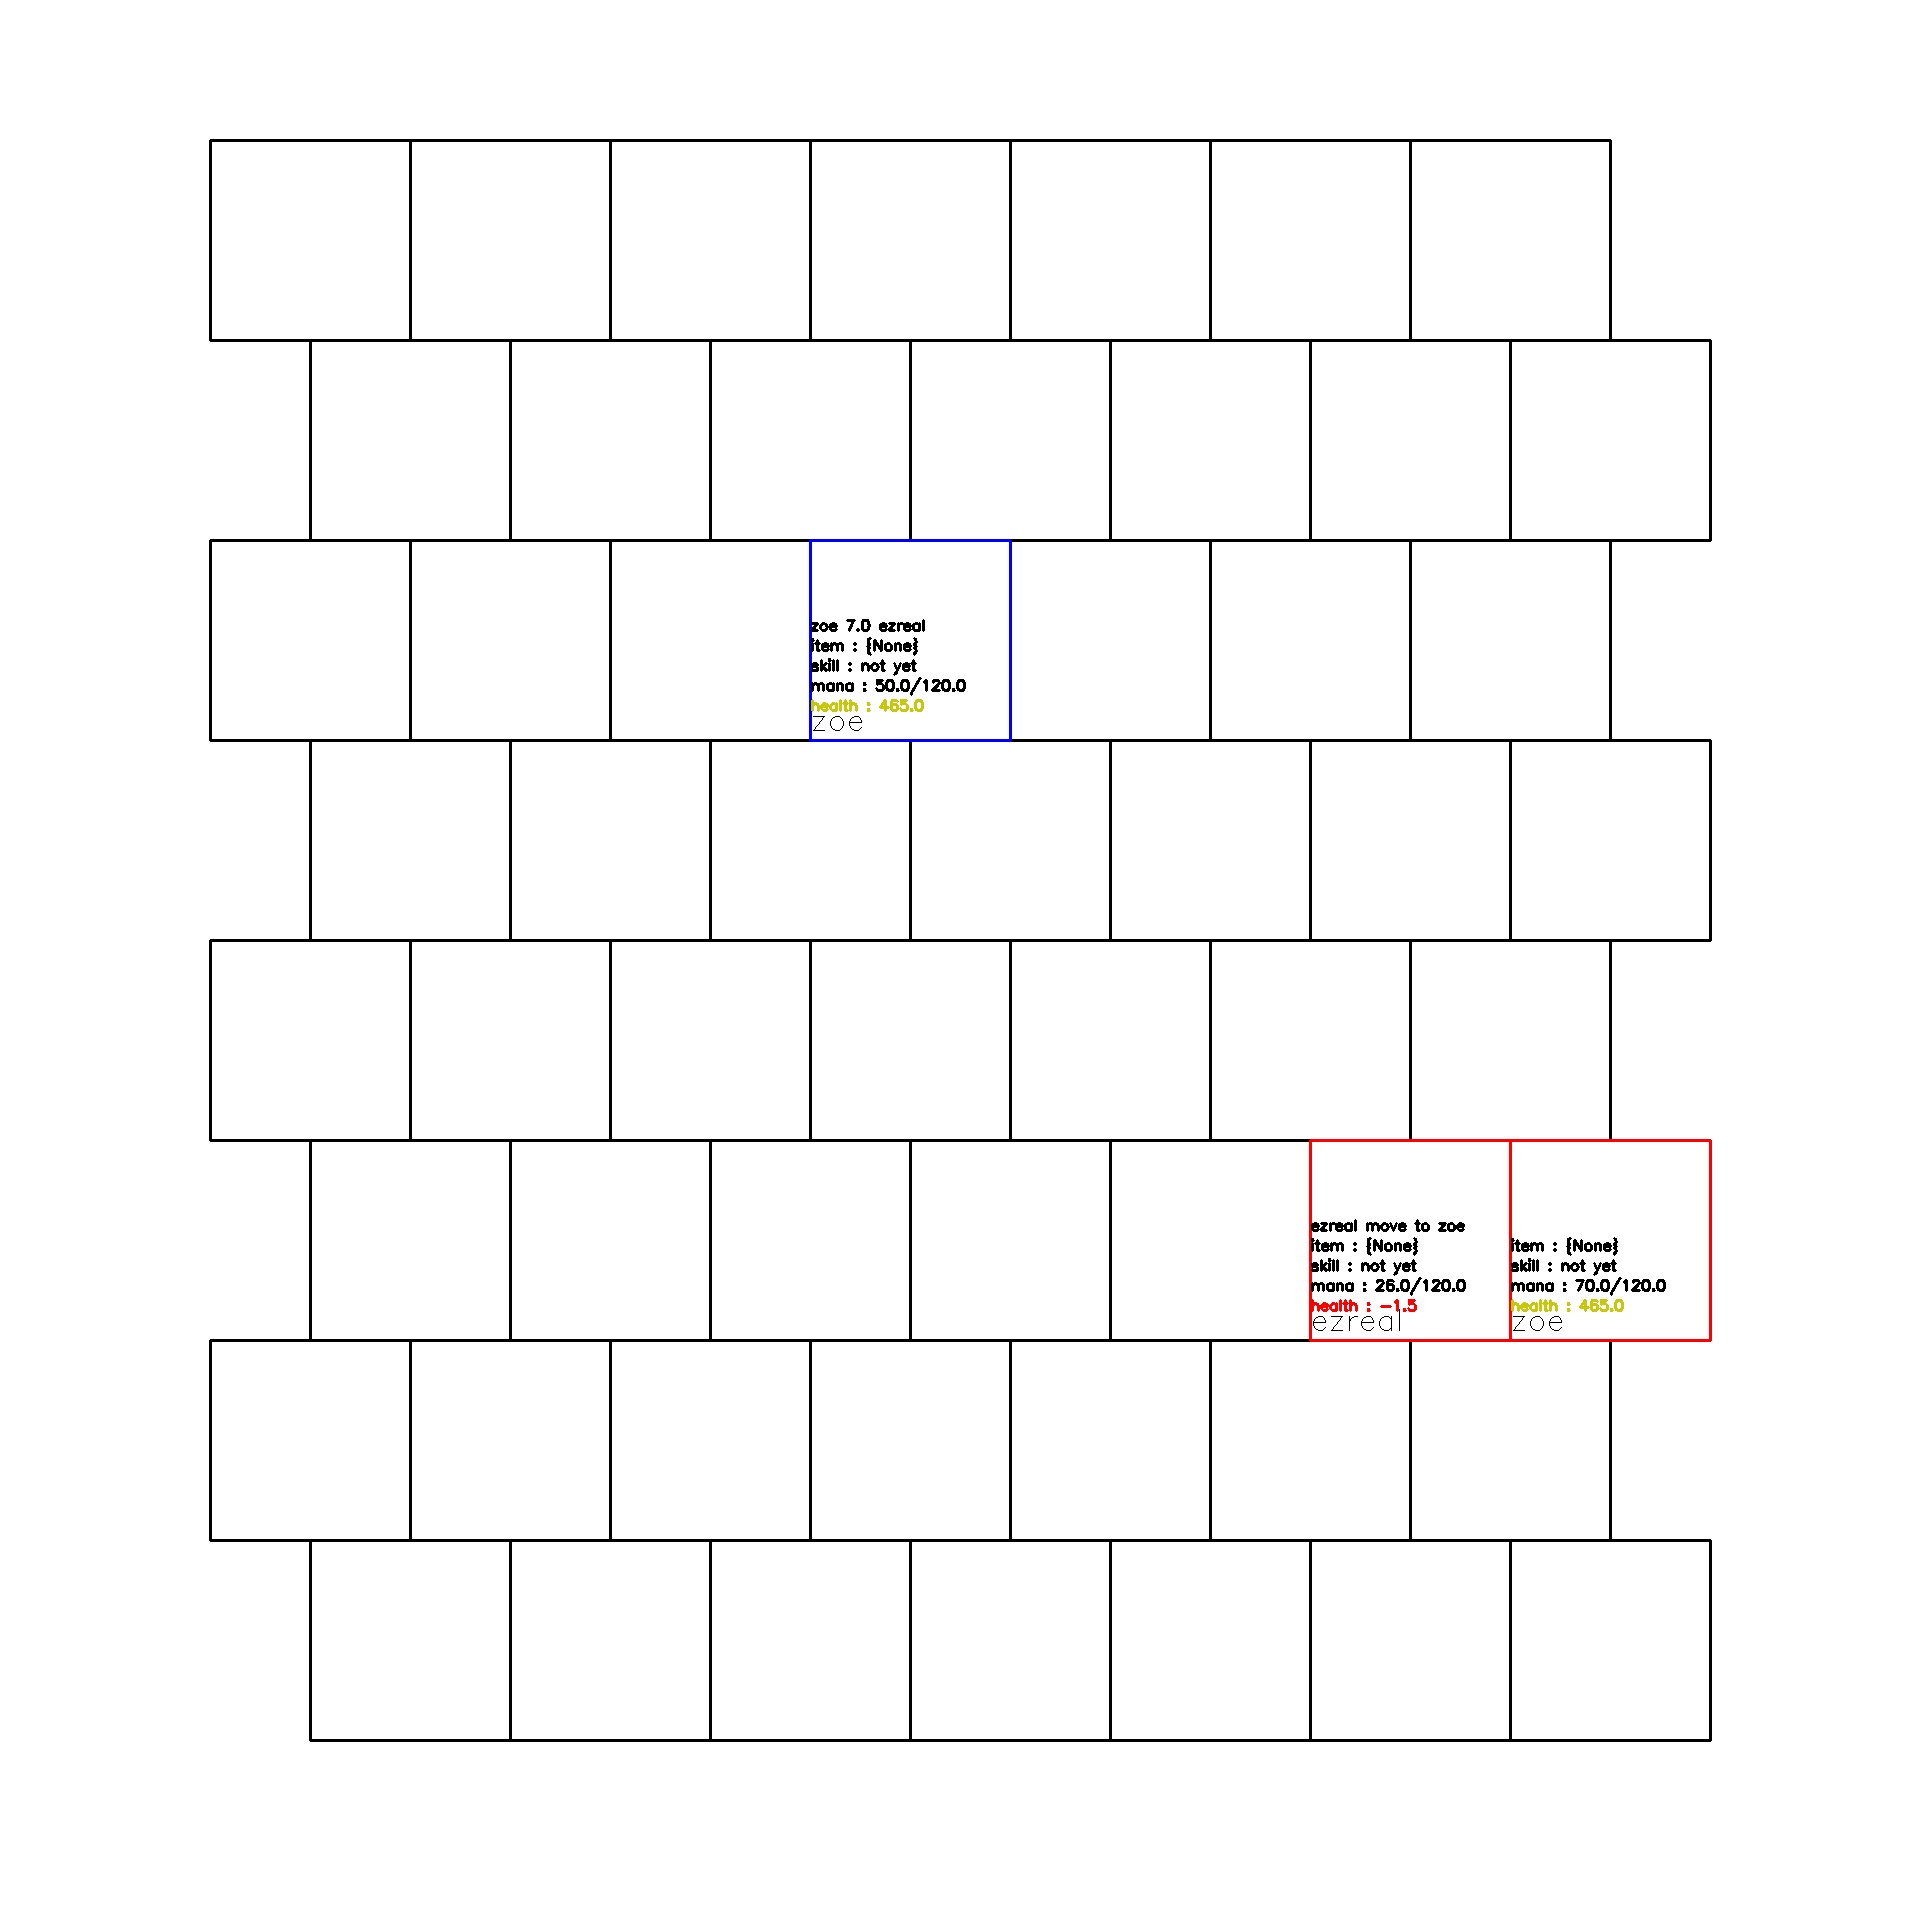 zoe 7.0 ezreal
item : {None}
skill : not yet
mana : 50.0/120.0
health : 465.0
zoe
ezreal move to zoe
item : {None}
skill : not yet
mana : 26.0/120.0
health : -1.5
ezreal
item : {None}
skill : not yet
mana : 70.0/120.0
health : 465.0
zoe